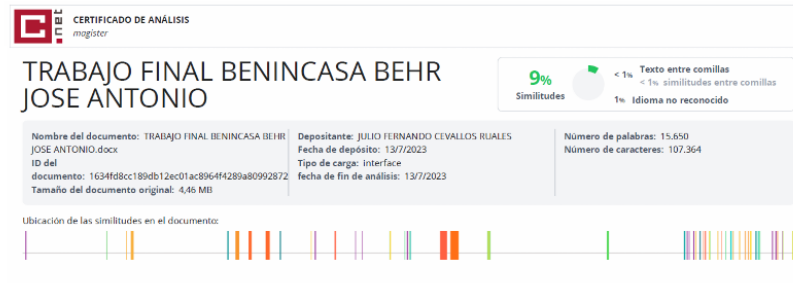 C.net
CERTIFICADO DE ANÁLISIS
magister
TRABAJO FINAL BENINCASA BEHR
JOSE ANTONIO
9%
Similitudes
< 1% Texto entre comillas
< 1% similitudes entre comillas
1% Idioma no reconocido
Nombre del documento: TRABAJO FINAL BENINCASA BEHR
JOSE ANTONIO.docx
ID del
documento: 1634fd8cc189db12ec01ac8964f4289a80992872
Tamaño del documento original: 4,46 MB
Depositante: JULIO FERNANDO CEVALLOS RUALES
Fecha de depósito: 13/7/2023
Tipo de carga: interface
fecha de fin de análisis: 13/7/2023
Número de palabras: 15.650
Número de caracteres: 107.364
Ubicación de las similitudes en el documento: